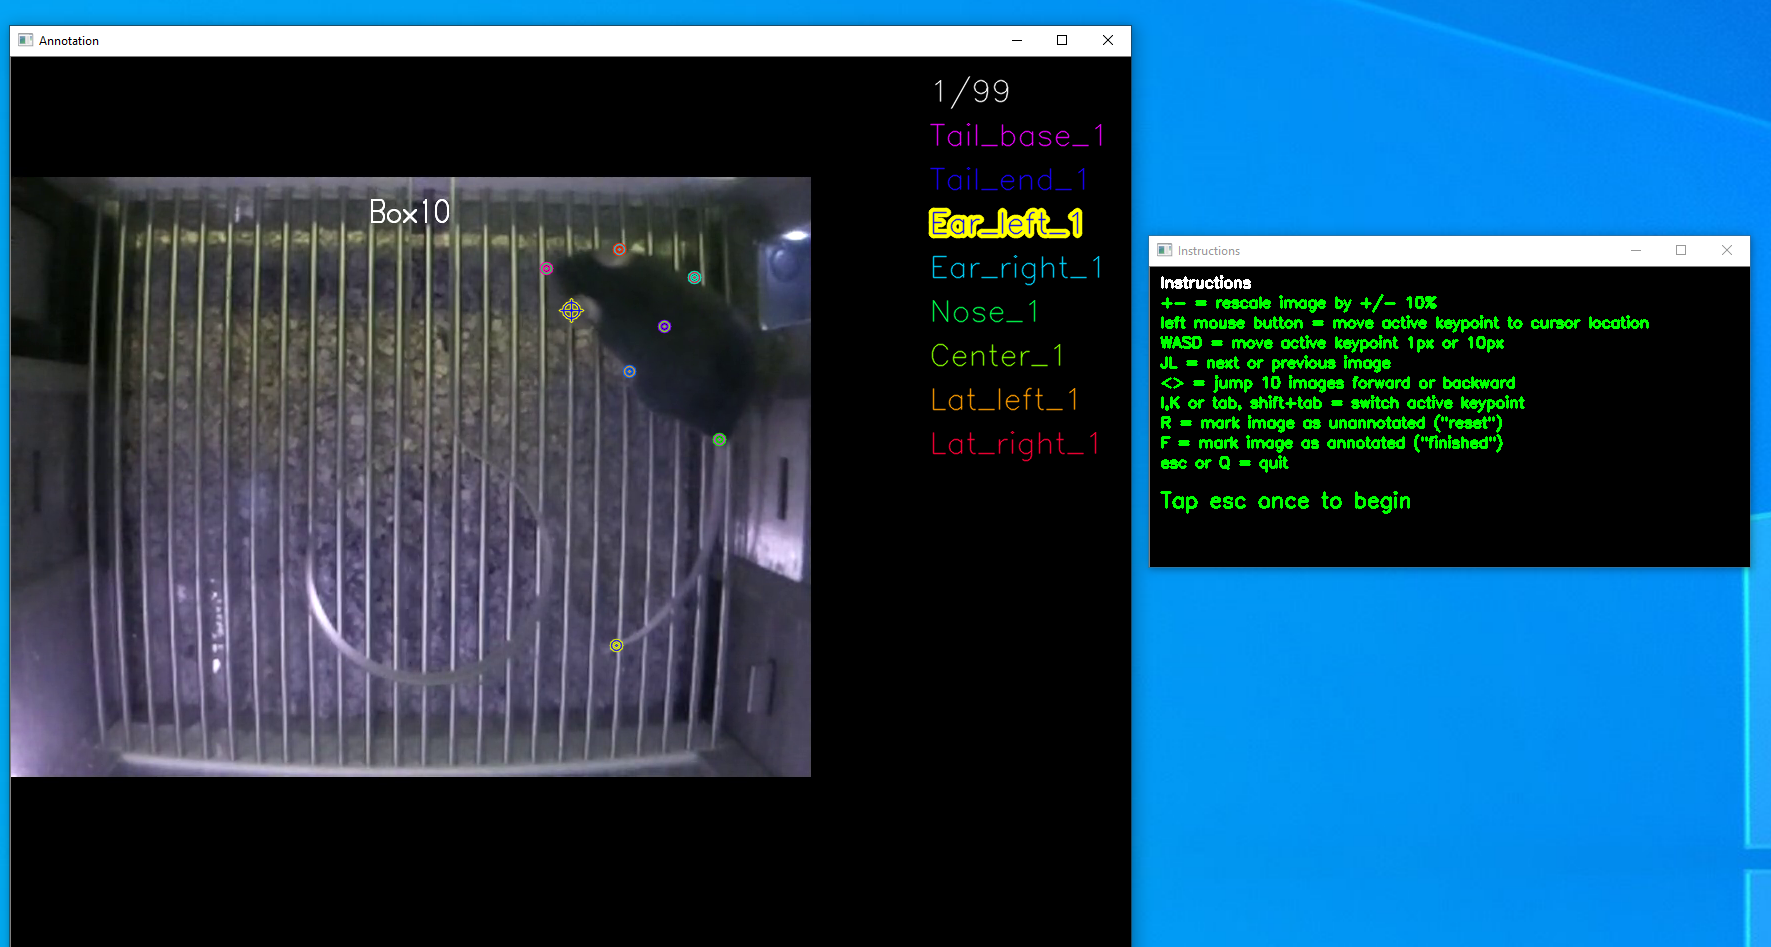 Annotation
1/99
Tail_base_1
Tail_end_1
Ear_left_1
Ear_right_1
Nose_1
Center_1
Lat_left_1
Lat_right_1
Box10
Instructions
Instructions
+- = rescale image by +/- 10%
left mouse button = move active keypoint to cursor location
WASD = move active keypoint 1px or 10px
JL = next or previous image
<> = jump 10 images forward or backward
I,K or tab, shift+tab = switch active keypoint
R = mark image as unannotated ("reset")
F = mark image as annotated ("finished")
esc or Q = quit
Tap esc once to begin